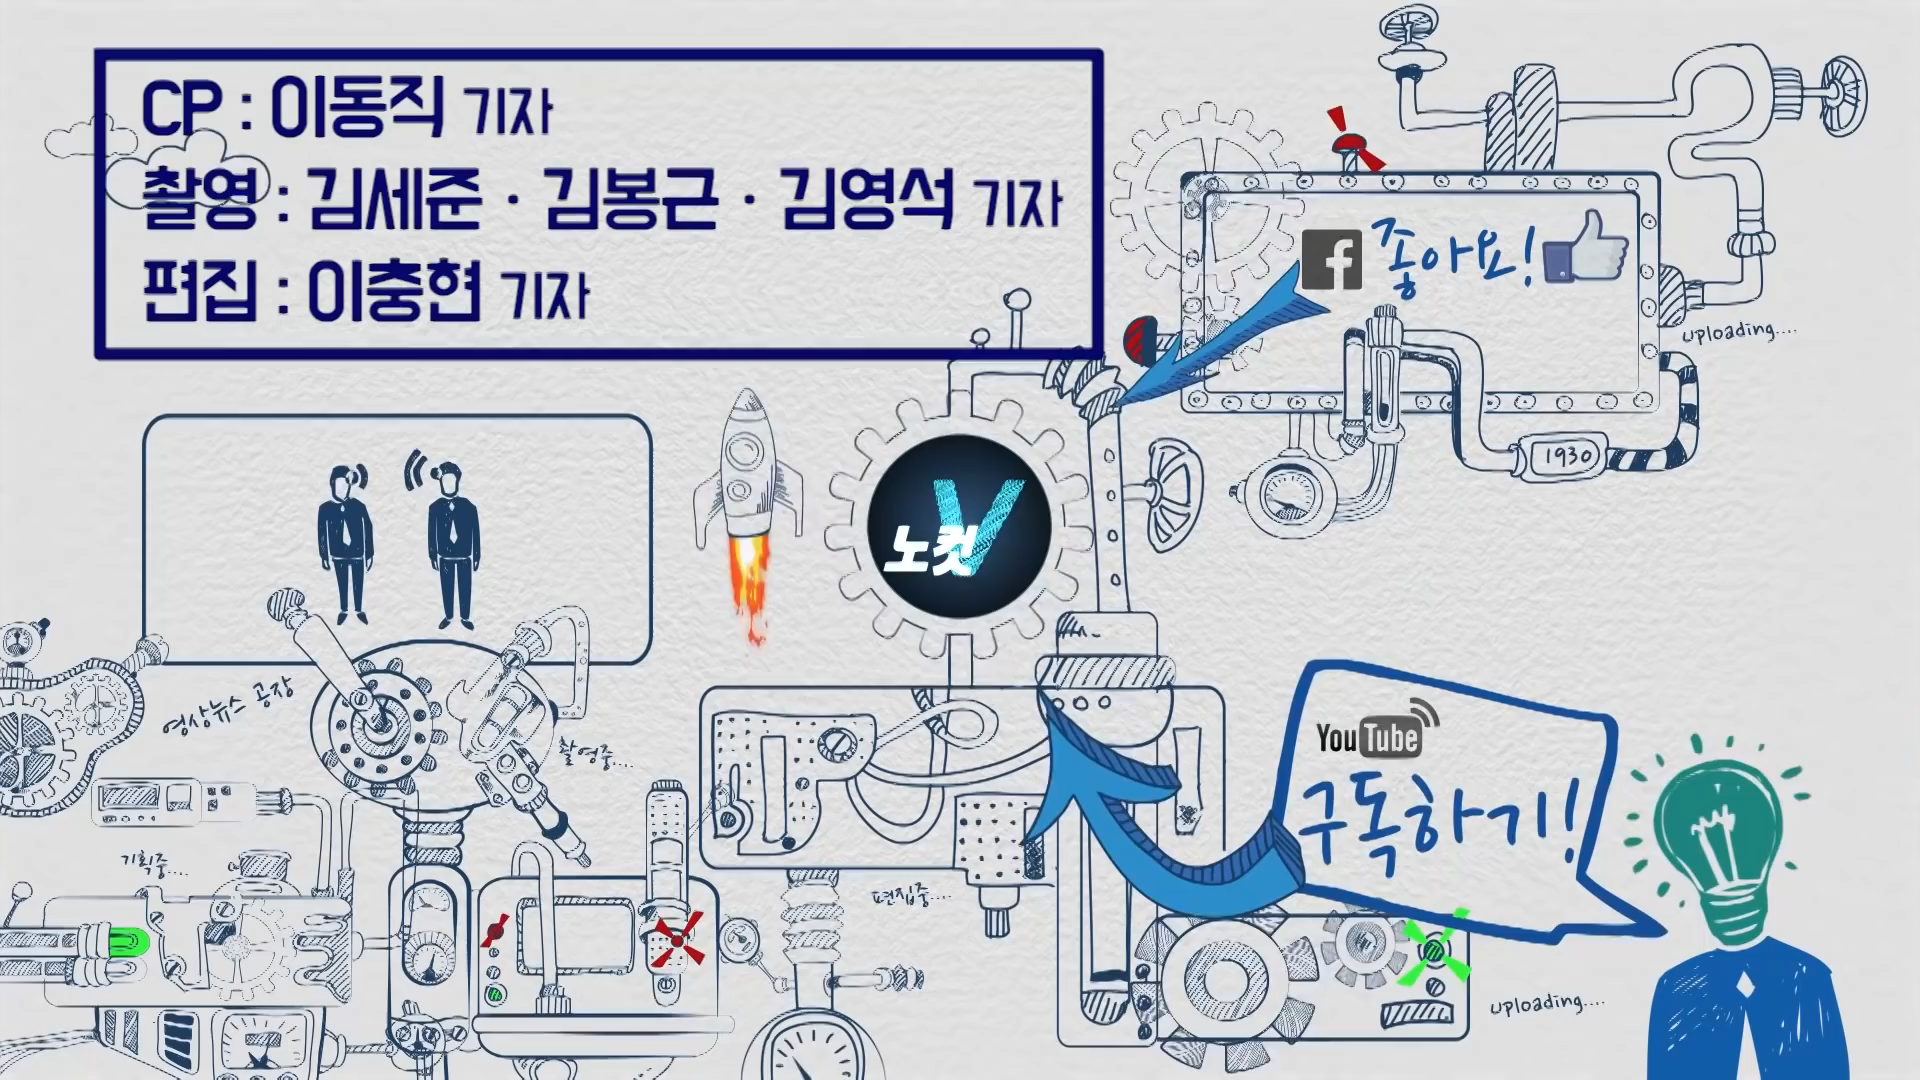 CP : 이동직 기자
촬영 : 김세준 · 김봉근 · 김영석 기자
편집 : 이충현 기자
좋아요!
uploading....
1930
노컷V
영상뉴스 공장
촬영중....
기획중....
편집중....
YouTube
구독하기!
uploading....